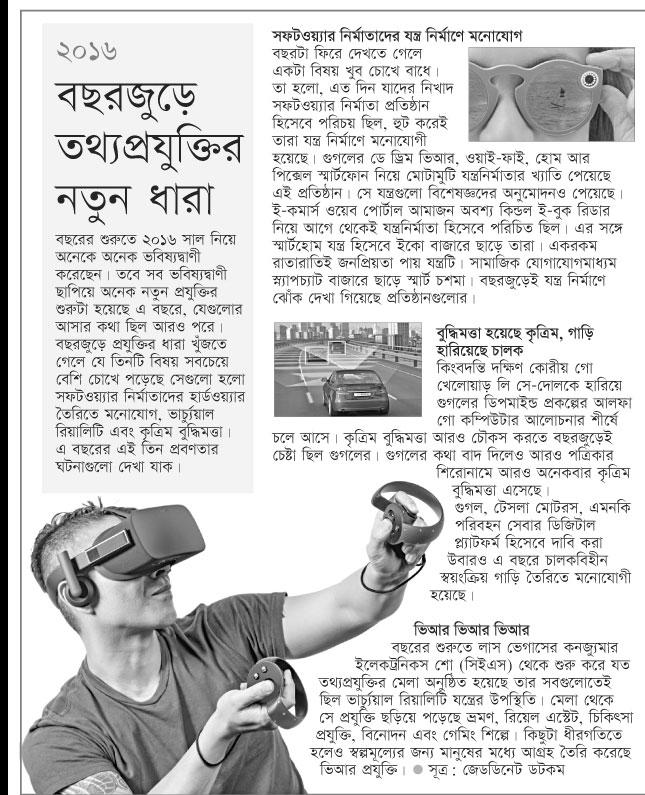 ২০১৬
বছরজুড়ে
তথ্যপ্রযুক্তির
নতুন ধারা
বছরের শুরুতে ২০১৬ সাল নিয়ে
অনেকে অনেক ভবিষ্যদ্বাণী
করেছেন। তবে সব ভবিষ্যদ্বাণী
ছাপিয়ে অনেক নতুন প্রযুক্তির
শুরুটা হয়েছে এ বছরে, যেগুলোর
আসার কথা ছিল আরও পরে।
বছরজুড়ে প্রযুক্তির ধারা খুঁজতে
গেলে যে তিনটি বিষয় সবচেয়ে
বেশি চোখে পড়েছে সেগুলো হলো
সফটওয়্যার নির্মাতাদের হার্ডওয়্যার
তৈরিতে মনোযোগ, ভার্চ্যুয়াল
রিয়ালিটি এবং কৃত্রিম বুদ্ধিমত্তা।
এ বছরের এই তিন প্রবণতার
ঘটনাগুলো দেখা যাক।
সফটওয়্যার নির্মাতাদের যন্ত্র নির্মাণে মনোযোগ
বছরটা ফিরে দেখতে গেলে
একটা বিষয় খুব চোখে বাধে।
তা হলো, এত দিন যাদের নিখাদ
সফটওয়্যার নির্মাতা প্রতিষ্ঠান
হিসেবে পরিচয় ছিল, হুট করেই
তারা যন্ত্র নির্মাণে মনোযোগী
হয়েছে। গুগলের ডে ড্রিম ভিআর, ওয়াই-ফাই, হোম আর
পিক্সেল স্মার্টফোন নিয়ে মোটামুটি যন্ত্রনির্মাতার খ্যাতি পেয়েছে
এই প্রতিষ্ঠান। সে যন্ত্রগুলো বিশেষজ্ঞদের অনুমোদনও পেয়েছে।
ই-কমার্স ওয়েব পোর্টাল আমাজন অবশ্য কিন্ডল ই-বুক রিডার
নিয়ে আগে থেকেই যন্ত্রনির্মাতা হিসেবে পরিচিত ছিল। এর সঙ্গে
স্মার্টহোম যন্ত্র হিসেবে ইকো বাজারে ছাড়ে তারা। একরকম
রাতারাতিই জনপ্রিয়তা পায় যন্ত্রটি। সামাজিক যোগাযোগমাধ্যম
স্ন্যাপচ্যাট বাজারে ছাড়ে স্মার্ট চশমা। বছরজুড়েই যন্ত্র নির্মাণে
ঝোঁক দেখা গিয়েছে প্রতিষ্ঠানগুলোর।
বুদ্ধিমত্তা হয়েছে কৃত্রিম, গাড়ি
হারিয়েছে চালক
কিংবদন্তি দক্ষিণ কোরীয় গো
খেলোয়াড় লি সে-দোলকে হারিয়ে
গুগলের ডিপমাইন্ড প্রকল্পের আলফা
গো কম্পিউটার আলোচনার শীর্ষে
চলে আসে। কৃত্রিম বুদ্ধিমত্তা আরও চৌকস করতে বছরজুড়েই
চেষ্টা ছিল গুগলের। গুগলের কথা বাদ দিলেও আরও পত্রিকার
শিরোনামে আরও অনেকবার কৃত্রিম
বুদ্ধিমত্তা এসেছে।
গুগল, টেসলা মোটরস, এমনকি
পরিবহন সেবার ডিজিটাল
প্ল্যাটফর্ম হিসেবে দাবি করা
উবারও এ বছরে চালকবিহীন
স্বয়ংক্রিয় গাড়ি তৈরিতে মনোযোগী
হয়েছে।
ভিআর ভিআর ভিআর
বছরের শুরুতে লাস ভেগাসের কনজ্যুমার
ইলেকট্রনিকস শো (সিইএস) থেকে শুরু করে যত
তথ্যপ্রযুক্তির মেলা অনুষ্ঠিত হয়েছে তার সবগুলোতেই
ছিল ভার্চ্যুয়াল রিয়ালিটি যন্ত্রের উপস্থিতি। মেলা থেকে
সে প্রযুক্তি ছড়িয়ে পড়েছে ভ্রমণ, রিয়েল এস্টেট, চিকিৎসা
প্রযুক্তি, বিনোদন এবং গেমিং শিল্পে। কিছুটা ধীরগতিতে
হলেও স্বল্পমূল্যের জন্য মানুষের মধ্যে আগ্রহ তৈরি করেছে
ভিআর প্রযুক্তি। ● সূত্র : জেডডিনেট ডটকম